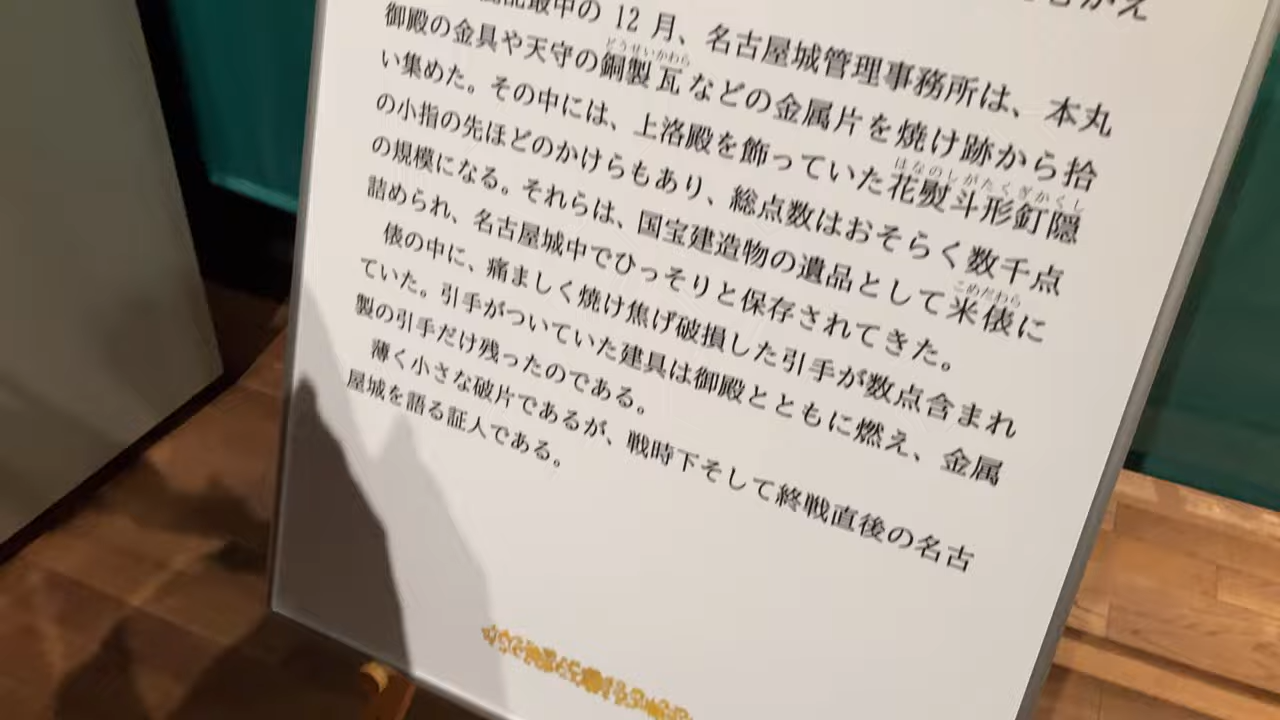 最中の 12 月、名古屋城管理事務所は、本丸
御殿の金具や天守の銅製瓦などの金属片を焼け跡から拾
い集めた。その中には、上洛殿を飾っていた花熨斗形釘隠
の小指の先ほどのかけらもあり、総点数はおそらく数千点
の規模になる。それらは、国宝建造物の遺品として米俵に
詰められ、名古屋城中でひっそりと保存されてきた。
俵の中に、痛ましく焼け焦げ破損した引手が数点含まれ
ていた。引手がついていた建具は御殿とともに燃え、金属
製の引手だけ残ったのである。
薄く小さな破片であるが、戦時下そして終戦直後の名古
屋城を語る証人である。